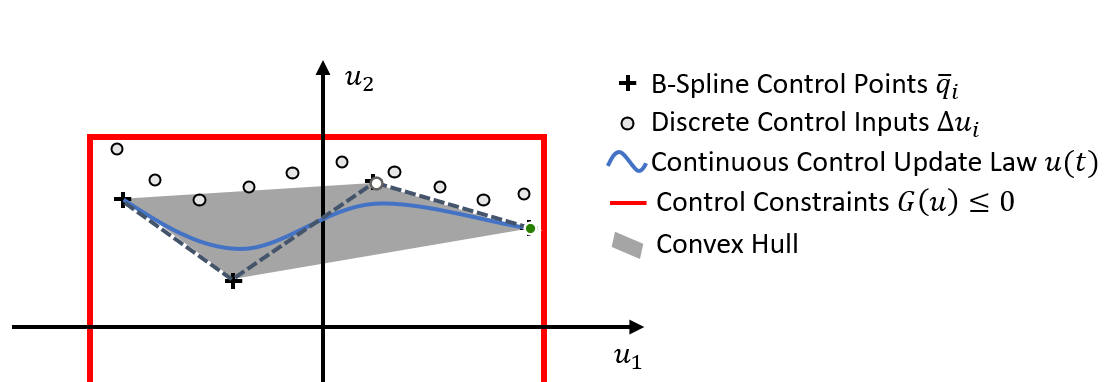 u₂
B-Spline Control Points q̅ᵢ
Discrete Control Inputs Δuᵢ
Continuous Control Update Law u(t)
Control Constraints G(u) ≤ 0
Convex Hull
u₁